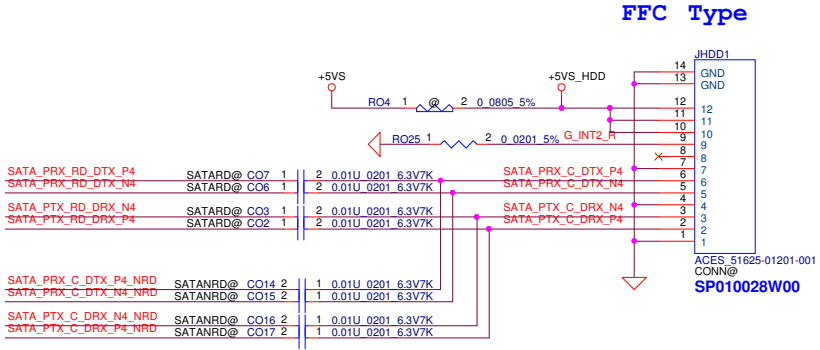 FFC Type
JHDD1
14 GND
13 GND
+5VS +5VS_HDD
RO4 1 @ 2 0_0805_5% 12 12
11 11
10 10
RO25 1 2 0_0201_5% G_INT2_R 9 9
8 8
7 7
SATA_PRX_RD_DTX_P4 SATARD@ CO7 1 2 0.01U_0201_6.3V7K SATA_PRX_C_DTX_P4 6 6
SATA_PRX_RD_DTX_N4 SATARD@ CO6 1 2 0.01U_0201_6.3V7K SATA_PRX_C_DTX_N4 5 5
4 4
SATA_PTX_RD_DRX_N4 SATARD@ CO3 1 2 0.01U_0201_6.3V7K SATA_PTX_C_DRX_N4 3 3
SATA_PTX_RD_DRX_P4 SATARD@ CO2 1 2 0.01U_0201_6.3V7K SATA_PTX_C_DRX_P4 2 2
1 1
ACES_51625-01201-001
CONN@
SP010028W00
SATA_PRX_C_DTX_P4_NRD SATANRD@ CO14 2 1 0.01U_0201_6.3V7K
SATA_PRX_C_DTX_N4_NRD SATANRD@ CO15 2 1 0.01U_0201_6.3V7K
SATA_PTX_C_DRX_N4_NRD SATANRD@ CO16 2 1 0.01U_0201_6.3V7K
SATA_PTX_C_DRX_P4_NRD SATANRD@ CO17 2 1 0.01U_0201_6.3V7K